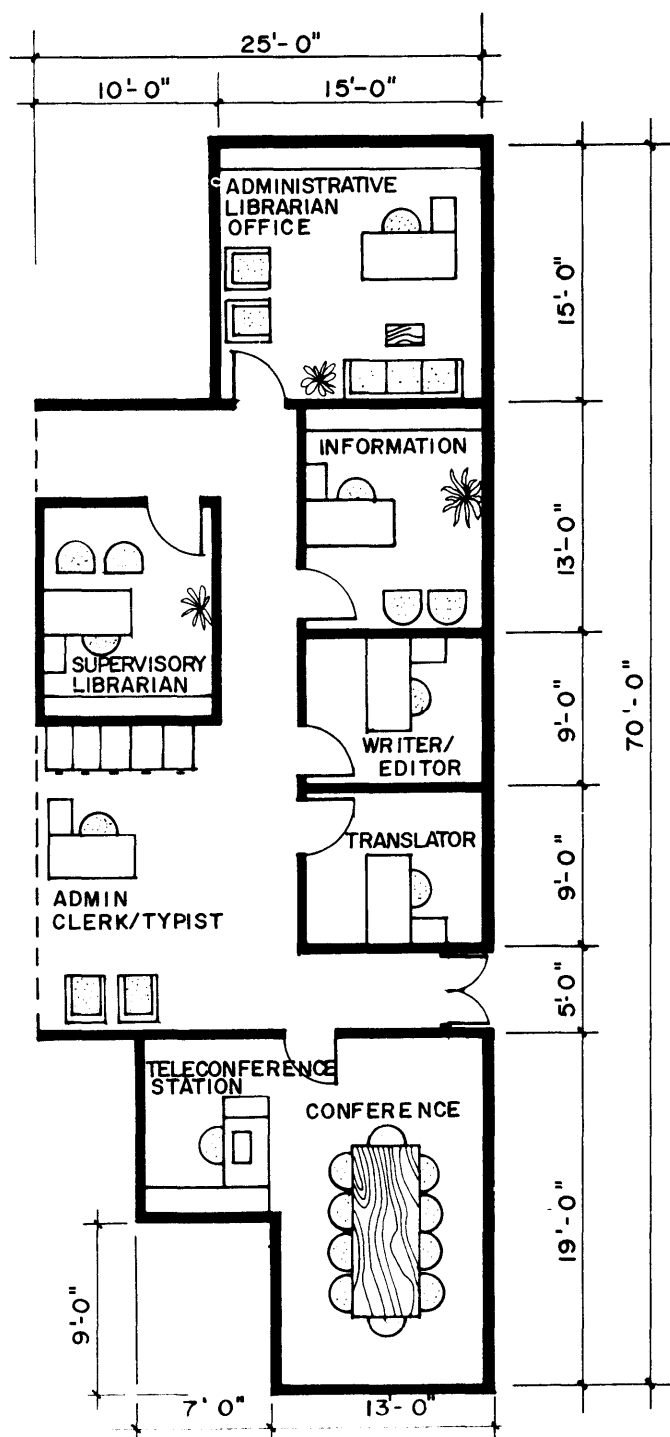 25'-0"
10'-0"
15'-0"
ADMINISTRATIVE
LIBRARIAN
OFFICE
15'-0"
INFORMATION
13'-0"
SUPERVISORY
LIBRARIAN
WRITER/
EDITOR
9'-0"
70'-0"
TRANSLATOR
9'-0"
ADMIN
CLERK/TYPIST
5'-0"
TELECONFERENCE
STATION
CONFERENCE
19'-0"
9'-0"
7' 0"
13'-0"